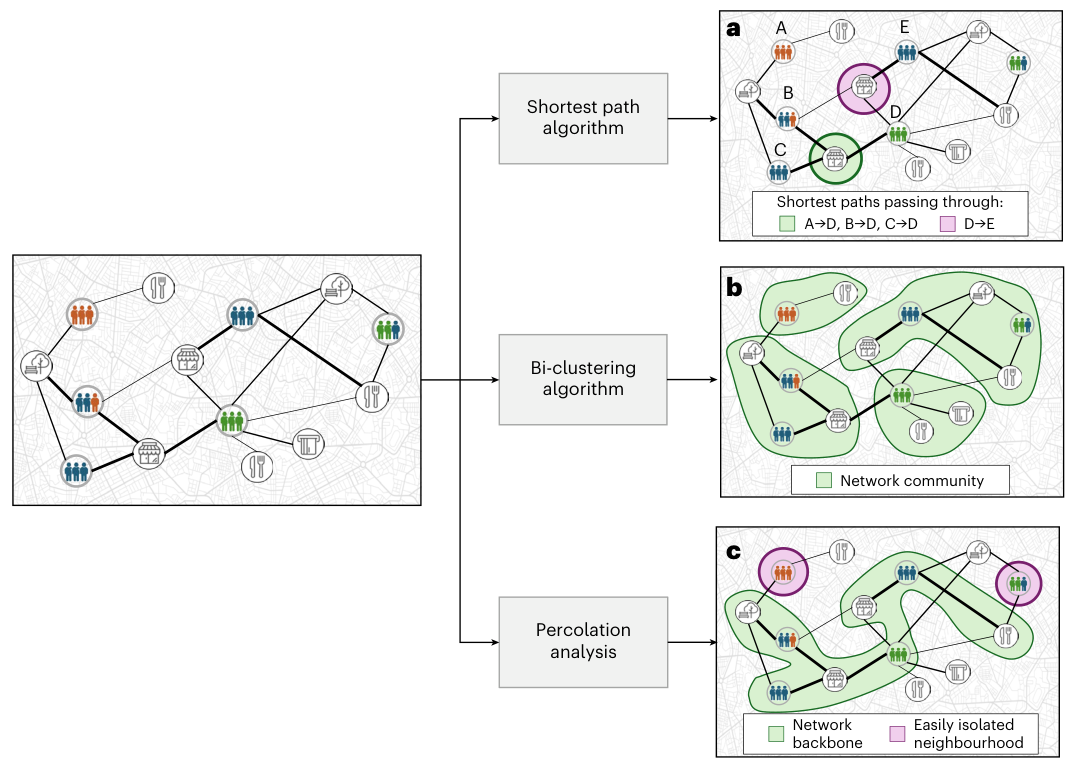 a
A
E
B
D
C
Shortest paths passing through:
A→D, B→D, C→D D→E
Shortest path
algorithm
b
Bi-clustering
algorithm
Network community
c
Percolation
analysis
Network
backbone
Easily isolated
neighbourhood